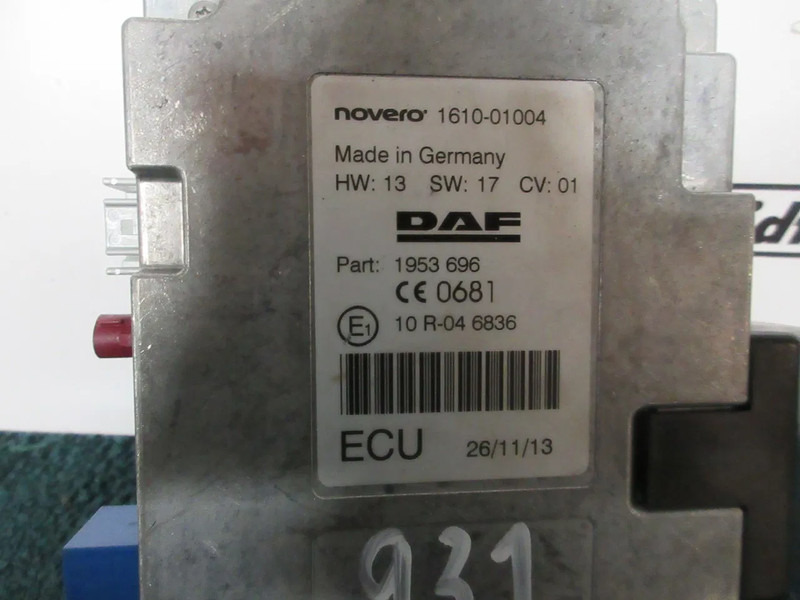 novero 1610-01004
Made in Germany
HW: 13 SW: 17 CV: 01
DAF
Part: 1953 696
CE 0681
E1 10 R-04 6836
ECU 26/11/13
931